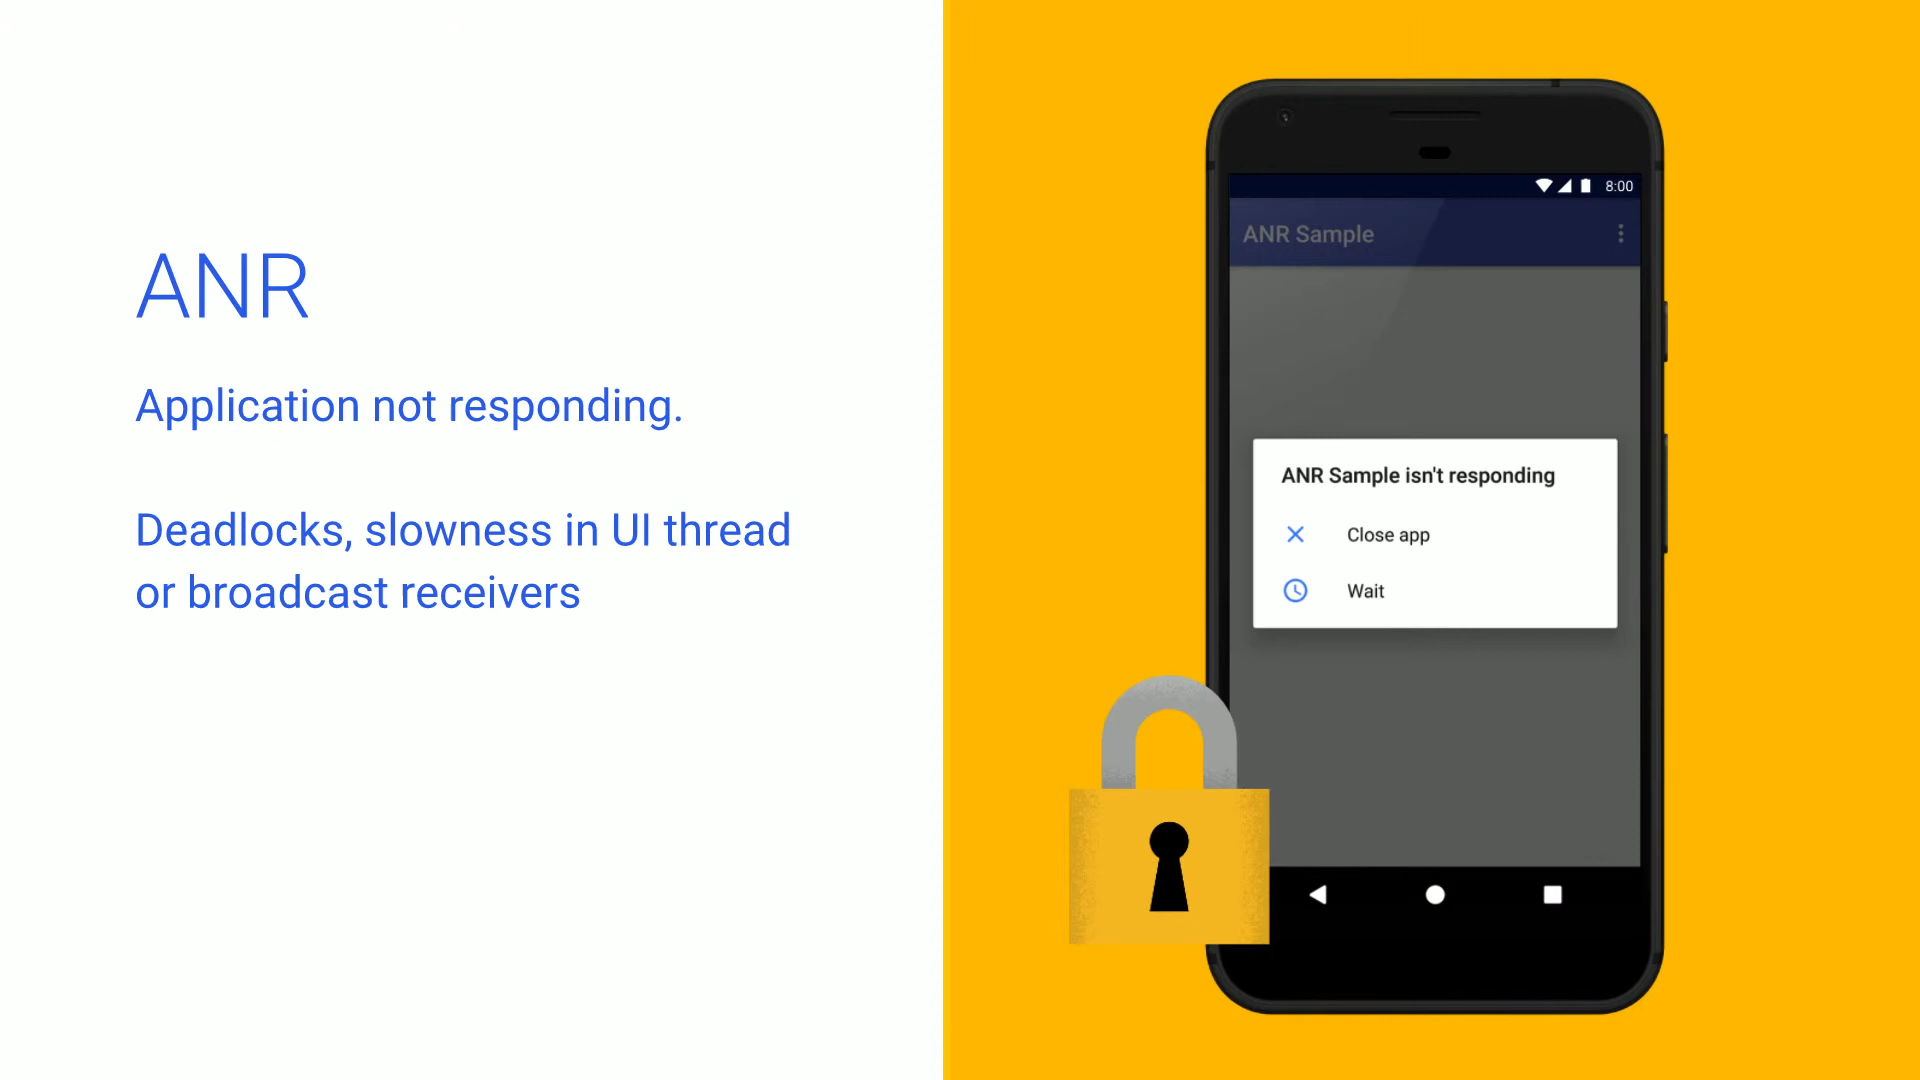 ANR
Application not responding.
Deadlocks, slowness in UI thread
or broadcast receivers
8:00
ANR Sample
ANR Sample isn't responding
Close app
Wait